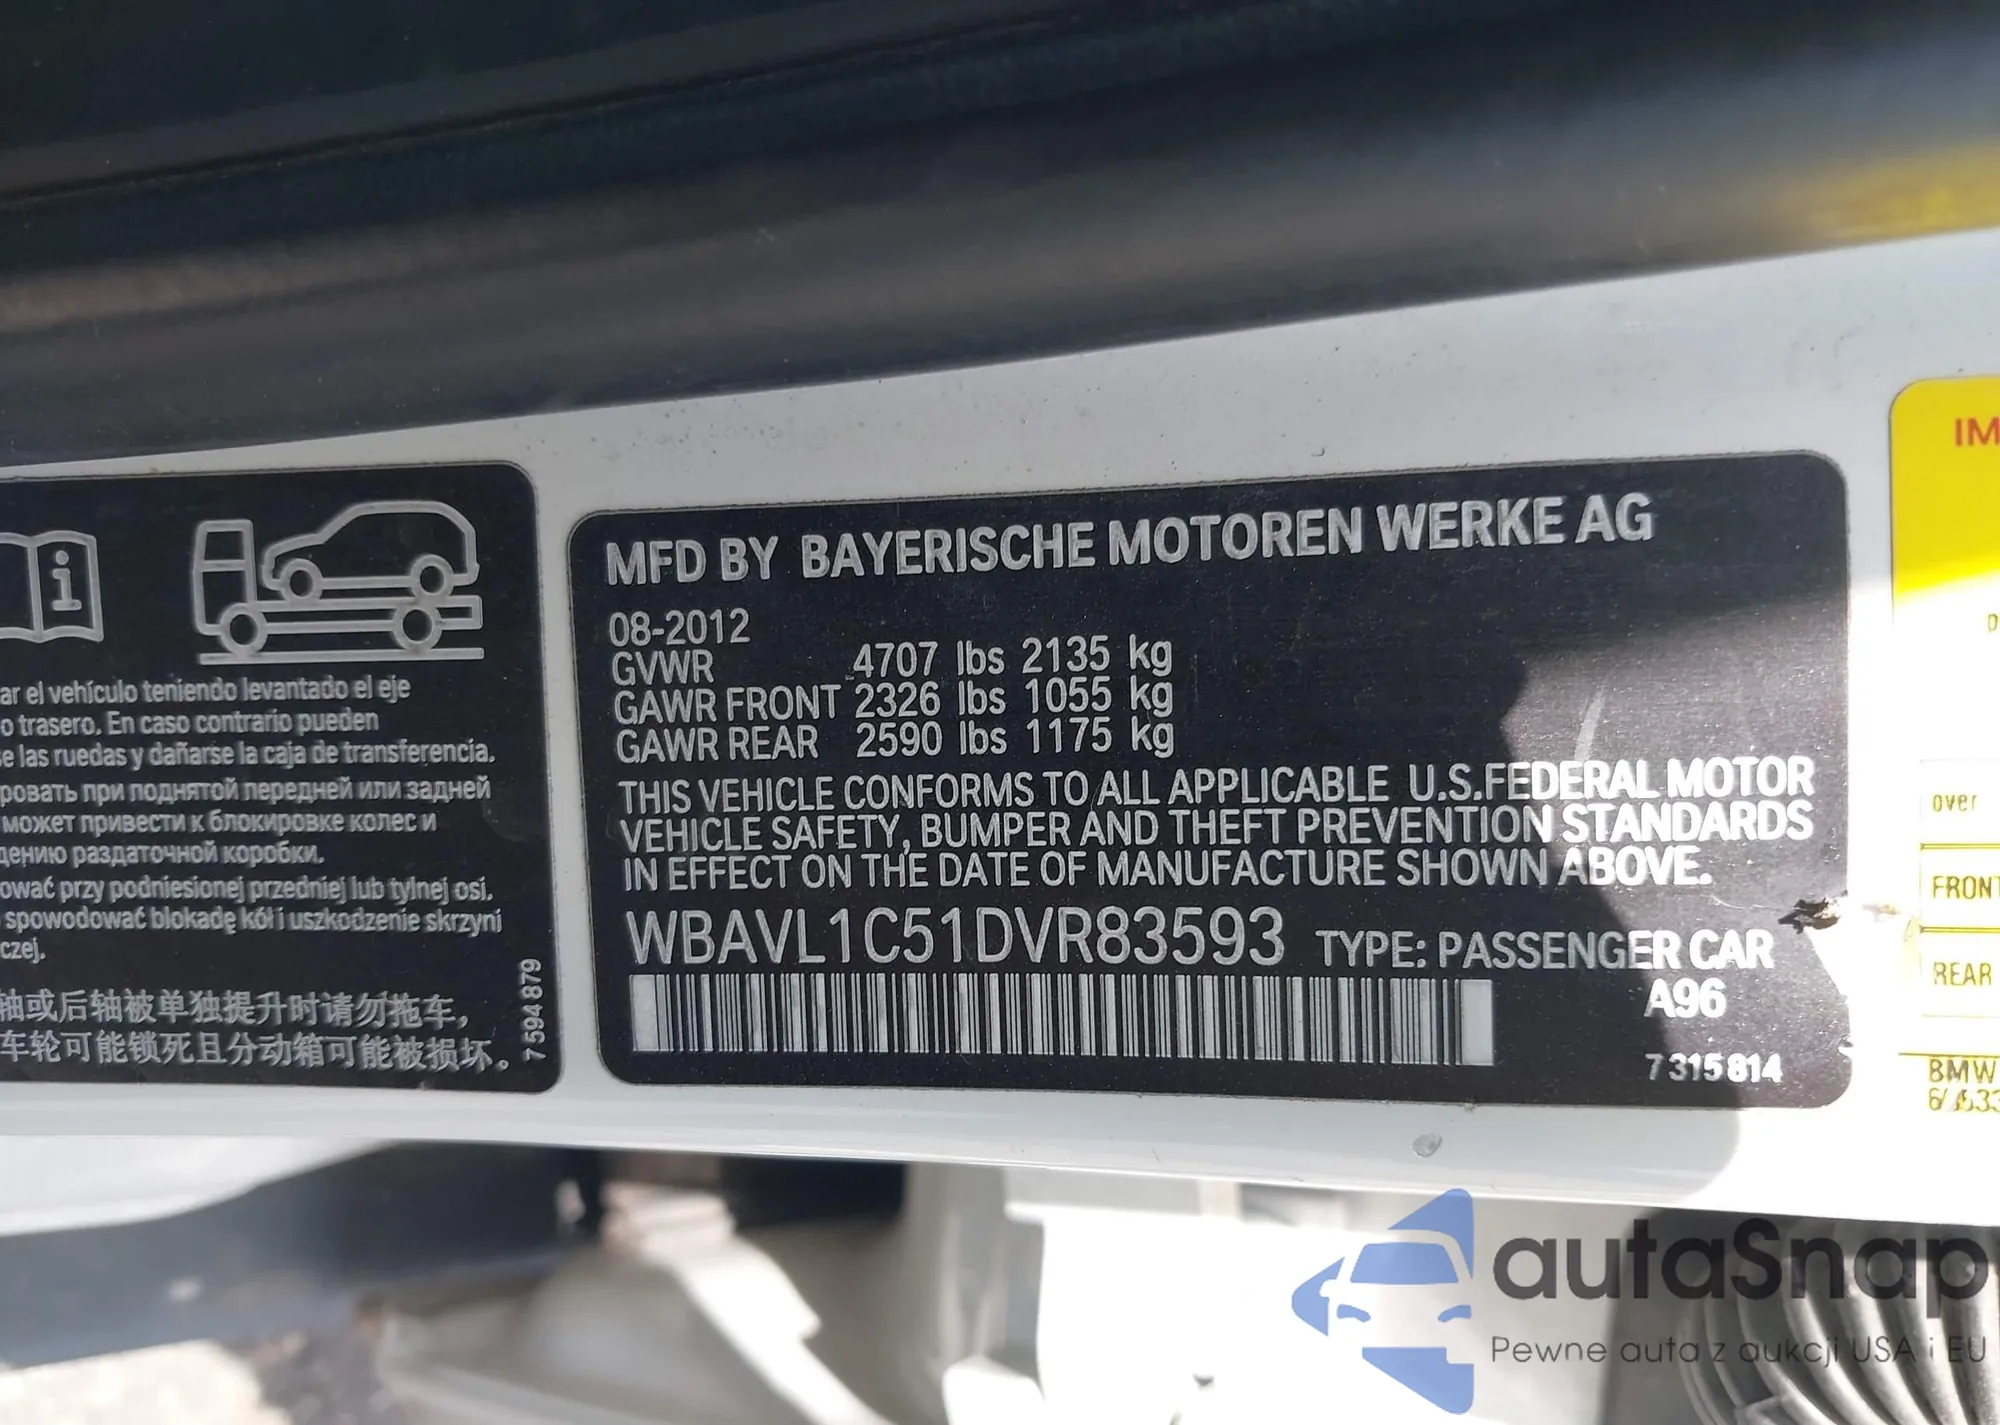 ar el vehículo teniendo levantado el eje
o trasero. En caso contrario pueden
se las ruedas y dañarse la caja de transferencia.
ровать при поднятой передней или задней
может привести к блокировке колес и
дению раздаточной коробки.
ować przy podniesionej przedniej lub tylnej osi.
spowodować blokadę kół i uszkodzenie skrzyni
czej.
轴或后轴被单独提升时请勿拖车，
车轮可能锁死且分动箱可能被损坏。
7 594 879
MFD BY BAYERISCHE MOTOREN WERKE AG
08-2012
GVWR 4707 lbs 2135 kg
GAWR FRONT 2326 lbs 1055 kg
GAWR REAR 2590 lbs 1175 kg
THIS VEHICLE CONFORMS TO ALL APPLICABLE U.S.FEDERAL MOTOR
VEHICLE SAFETY, BUMPER AND THEFT PREVENTION STANDARDS
IN EFFECT ON THE DATE OF MANUFACTURE SHOWN ABOVE.
WBAVL1C51DVR83593 TYPE: PASSENGER CAR
A96
7 315 814
IM
over
FRONT
REAR
BMW
autaSnap
Pewne auta z aukcji USA i EU